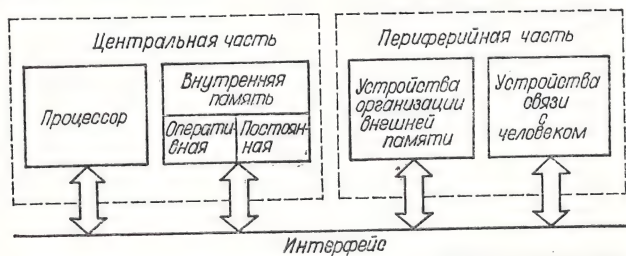 Центральная часть
Периферийная часть
Процессор
Внутренняя
память
Операти-
вная
Постоян-
ная
Устройства
организации
внешней
памяти
Устройства
связи
с
человеком
Интерфейс